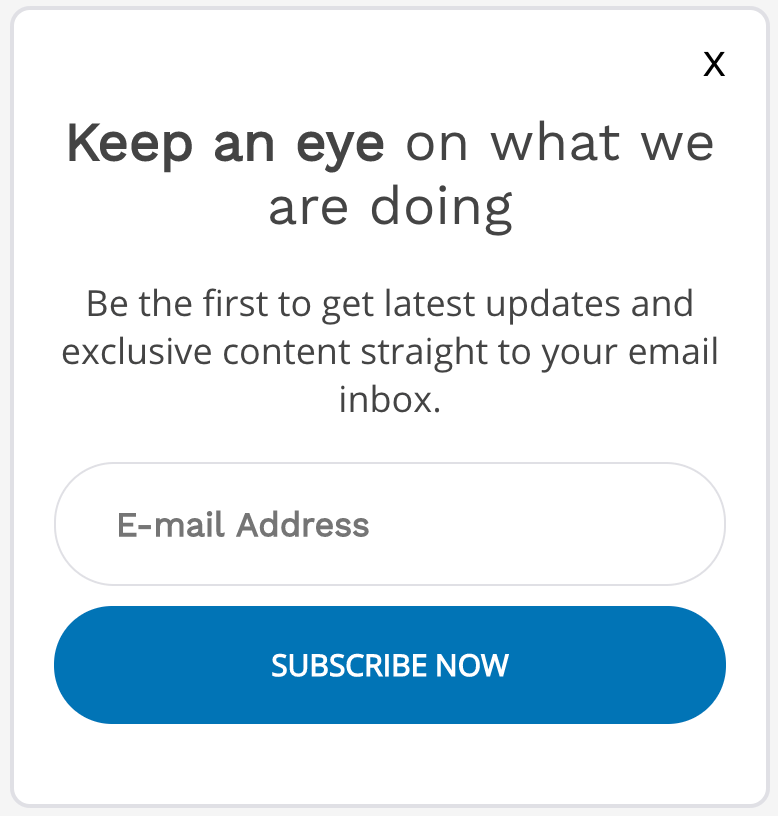 X
Keep an eye on what we
are doing
Be the first to get latest updates and
exclusive content straight to your email
inbox.
E-mail Address
SUBSCRIBE NOW